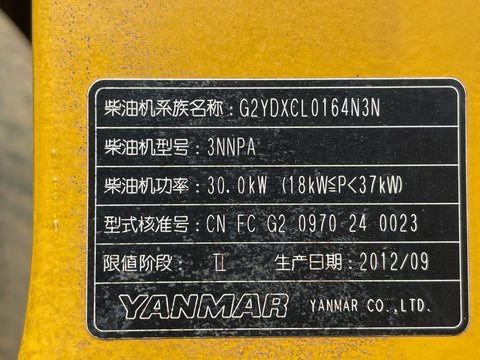 柴油机系族名称：G2YDXCL0164N3N
柴油机型号：3NNPA
柴油机功率：30.0kW (18kW≦P<37kW)
型式核准号：CN FC G2 0970 24 0023
限值阶段： Ⅱ 生产日期：2012/09
YANMAR YANMAR CO.,LTD.